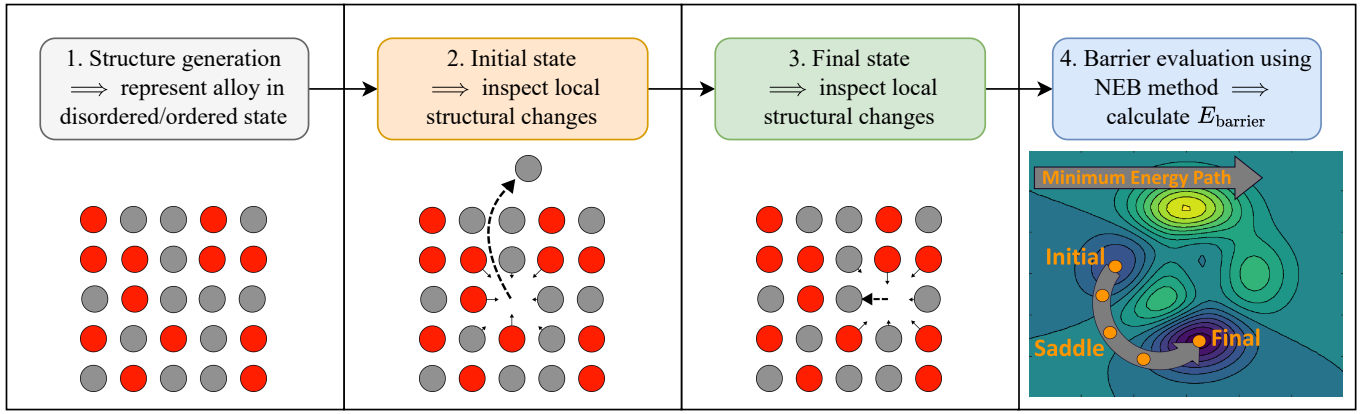 1. Structure generation
⟹ represent alloy in
disordered/ordered state
2. Initial state
⟹ inspect local
structural changes
3. Final state
⟹ inspect local
structural changes
4. Barrier evaluation using
NEB method ⟹
calculate E_barrier
Minimum Energy Path
Initial
Saddle
Final